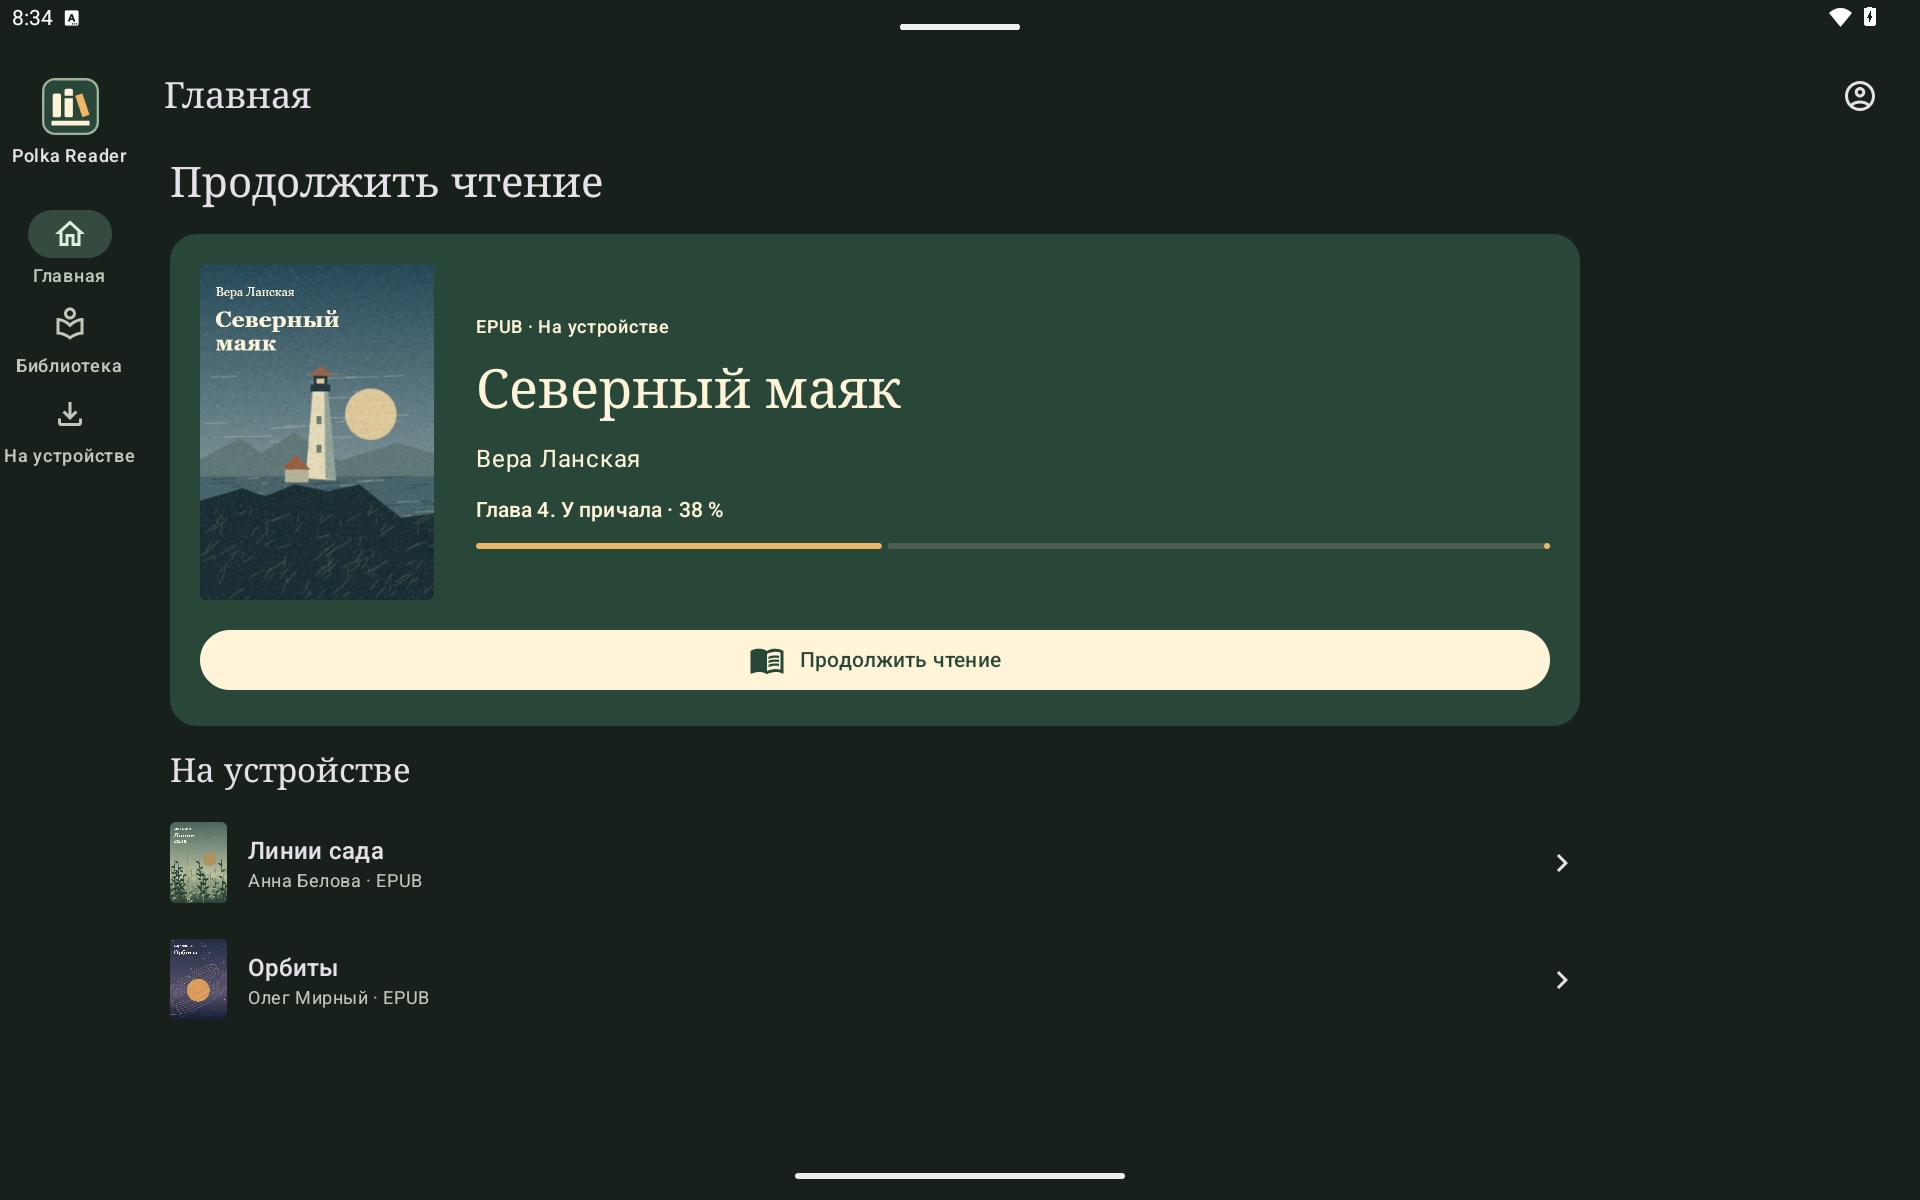 8:34
Polka Reader
Главная
Библиотека
На устройстве
Главная
Продолжить чтение
Вера Ланская
Северный
маяк
EPUB · На устройстве
Северный маяк
Вера Ланская
Глава 4. У причала · 38 %
Продолжить чтение
На устройстве
Линии сада
Анна Белова · EPUB
Орбиты
Олег Мирный · EPUB